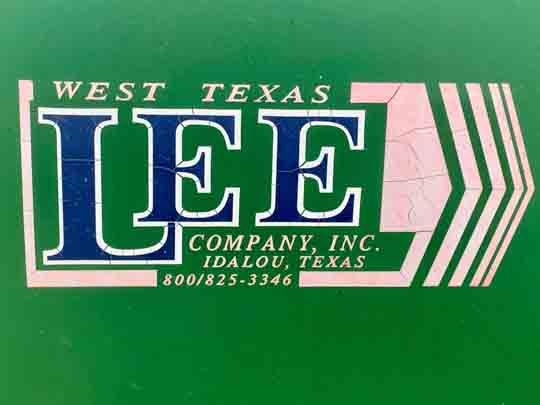 WEST TEXAS
LEE
COMPANY, INC.
IDALOU, TEXAS
800/825-3346